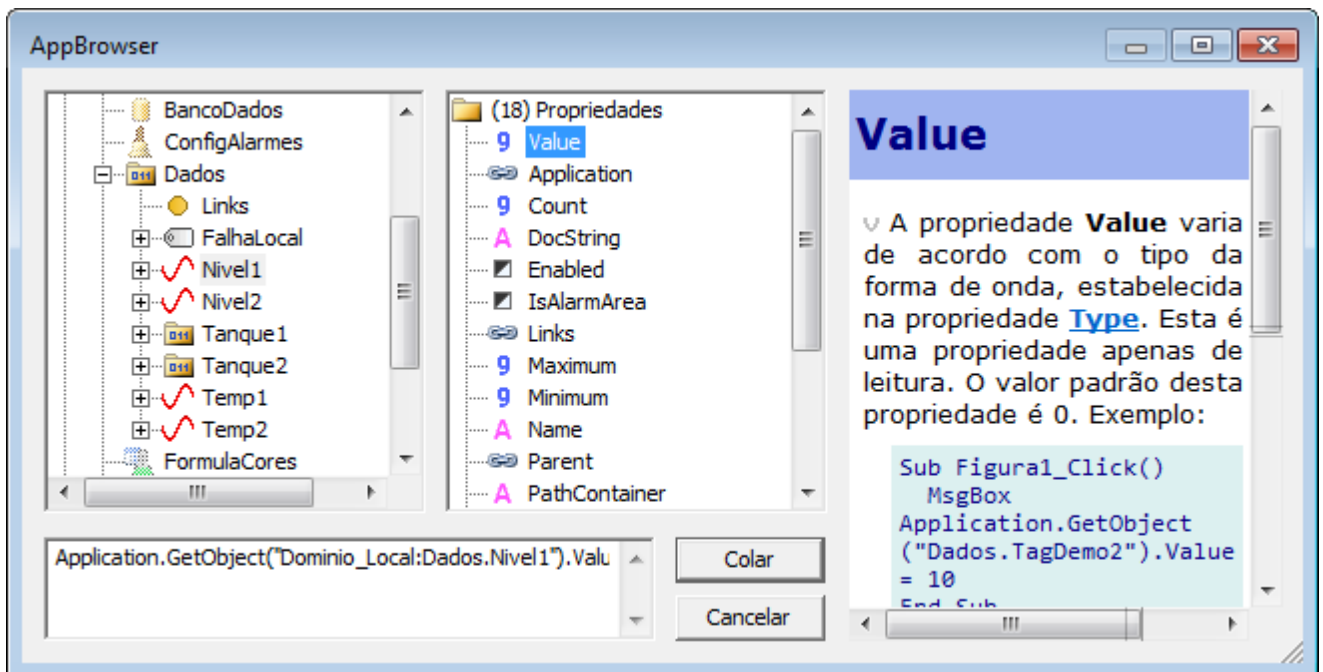 AppBrowser
BancoDados
ConfigAlarmes
Dados
Links
FalhaLocal
Nivel1
Nivel2
Tanque1
Tanque2
Temp1
Temp2
FormulaCores
(18) Propriedades
Value
Application
Count
DocString
Enabled
IsAlarmArea
Links
Maximum
Minimum
Name
Parent
PathContainer
Application.GetObject("Dominio_Local:Dados.Nivel1").Valu
Colar
Cancelar
Value
A propriedade Value varia
de acordo com o tipo da
forma de onda, estabelecida
na propriedade Type. Esta é
uma propriedade apenas de
leitura. O valor padrão desta
propriedade é 0. Exemplo:
Sub Figura1_Click()
MsgBox
Application.GetObject
("Dados.TagDemo2").Value
= 10
End Sub